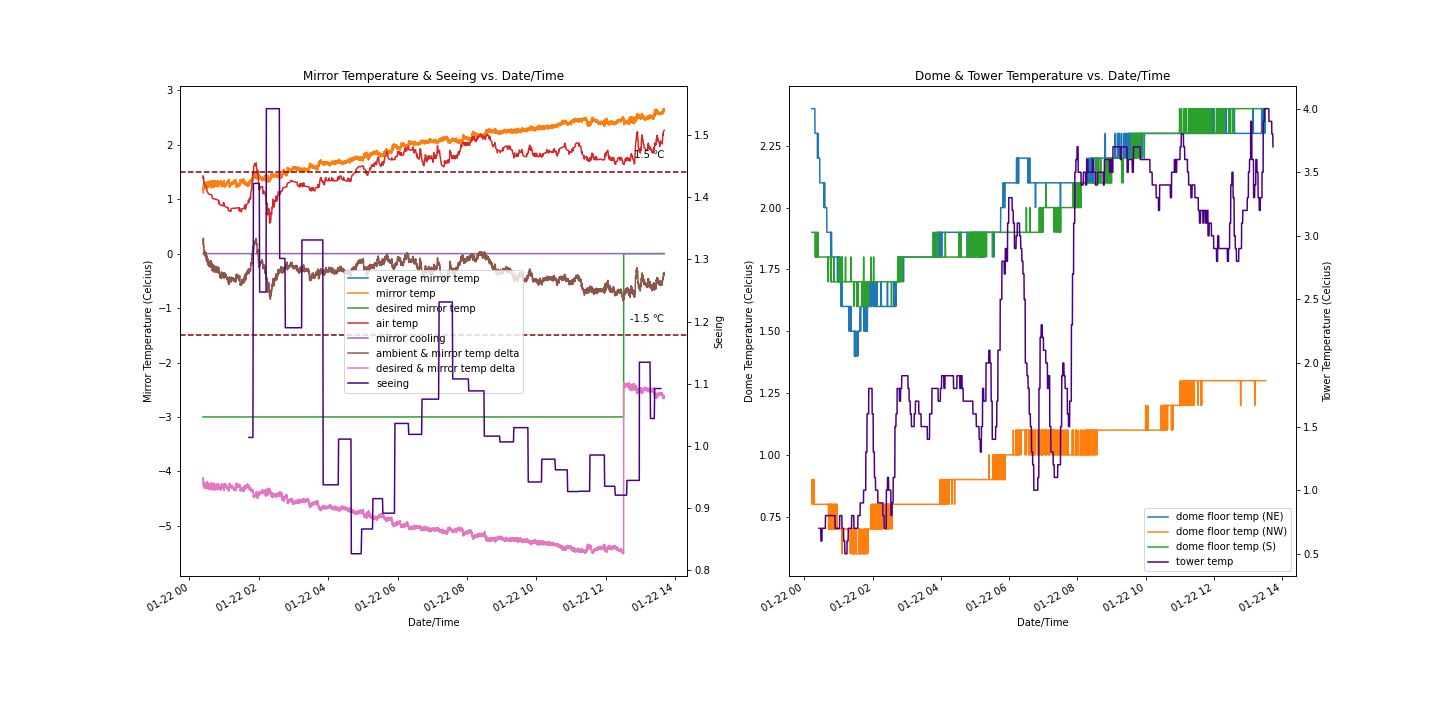 Mirror Temperature & Seeing vs. Date/Time
Mirror Temperature (Celcius)
3
2
1
0
−1
−2
−3
−4
−5
1.5 °C
-1.5 °C
average mirror temp
mirror temp
desired mirror temp
air temp
mirror cooling
ambient & mirror temp delta
desired & mirror temp delta
seeing
1.5
1.4
1.3
1.2
1.1
1.0
0.9
0.8
Seeing
01-22 00
01-22 02
01-22 04
01-22 06
01-22 08
01-22 10
01-22 12
01-22 14
Date/Time
Dome & Tower Temperature vs. Date/Time
Dome Temperature (Celcius)
2.25
2.00
1.75
1.50
1.25
1.00
0.75
4.0
3.5
3.0
2.5
2.0
1.5
1.0
0.5
Tower Temperature (Celcius)
dome floor temp (NE)
dome floor temp (NW)
dome floor temp (S)
tower temp
01-22 00
01-22 02
01-22 04
01-22 06
01-22 08
01-22 10
01-22 12
01-22 14
Date/Time